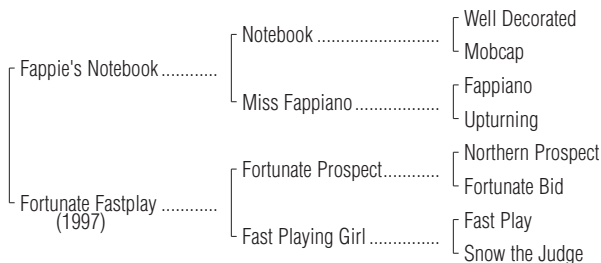 Well Decorated
Notebook ..........................
Mobcap
Fappie's Notebook ............
Fappiano
Miss Fappiano ..................
Upturning
Northern Prospect
Fortunate Prospect............
Fortunate Bid
Fortunate Fastplay ............
(1997)
Fast Play
Fast Playing Girl ...............
Snow the Judge